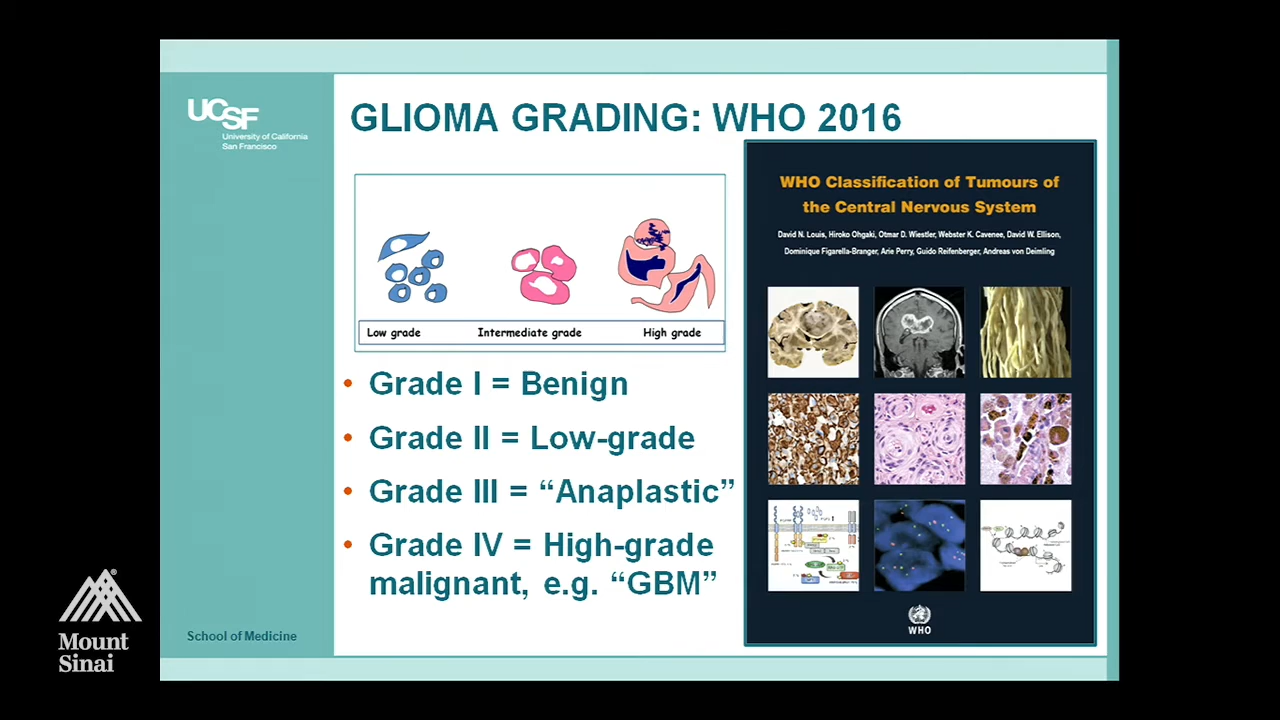 UCSF
University of California
San Francisco
GLIOMA GRADING: WHO 2016
Low grade
Intermediate grade
High grade
• Grade I = Benign
• Grade II = Low-grade
• Grade III = “Anaplastic”
• Grade IV = High-grade
malignant, e.g. “GBM”
WHO Classification of Tumours of
the Central Nervous System
David N. Louis, Hiroko Ohgaki, Otmar D. Wiestler, Webster K. Cavenee, David W. Ellison,
Dominique Figarella-Branger, Arie Perry, Guido Reifenberger, Andreas von Deimling
WHO
School of Medicine
Mount
Sinai